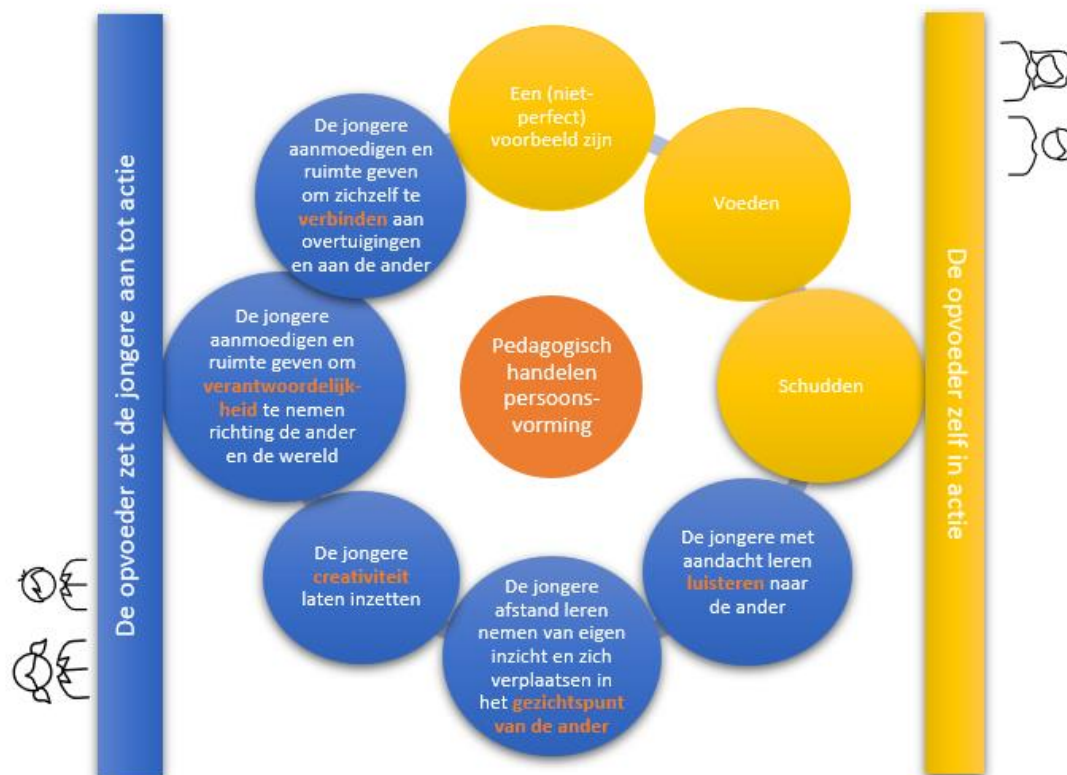 De opvoeder zet de jongere aan tot actie
Een (niet-
perfect)
voorbeeld zijn
Voeden
Schudden
De jongere met
aandacht leren
luisteren naar
de ander
De jongere
afstand leren
nemen van eigen
inzicht en zich
verplaatsen in
het gezichtspunt
van de ander
De jongere
creativiteit
laten inzetten
De jongere
aanmoedigen en
ruimte geven om
verantwoordelijk-
heid te nemen
richting de ander
en de wereld
De jongere
aanmoedigen en
ruimte geven
om zichzelf te
verbinden aan
overtuigingen
en aan de ander
Pedagogisch
handelen
persoons-
vorming
De opvoeder zelf in actie